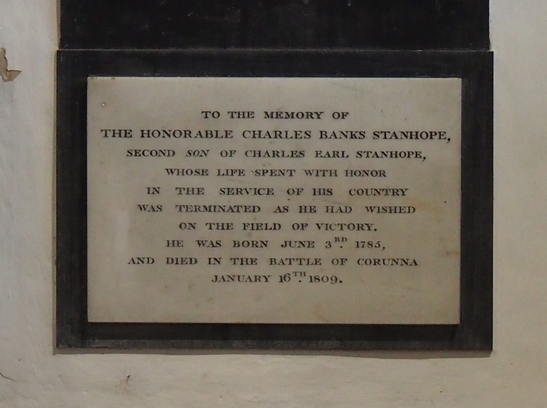 TO THE MEMORY OF
THE HONORABLE CHARLES BANKS STANHOPE,
SECOND SON OF CHARLES EARL STANHOPE,
WHOSE LIFE SPENT WITH HONOR
IN THE SERVICE OF HIS COUNTRY
WAS TERMINATED AS HE HAD WISHED
ON THE FIELD OF VICTORY.
HE WAS BORN JUNE 3RD. 1785,
AND DIED IN THE BATTLE OF CORUNNA
JANUARY 16TH. 1809.